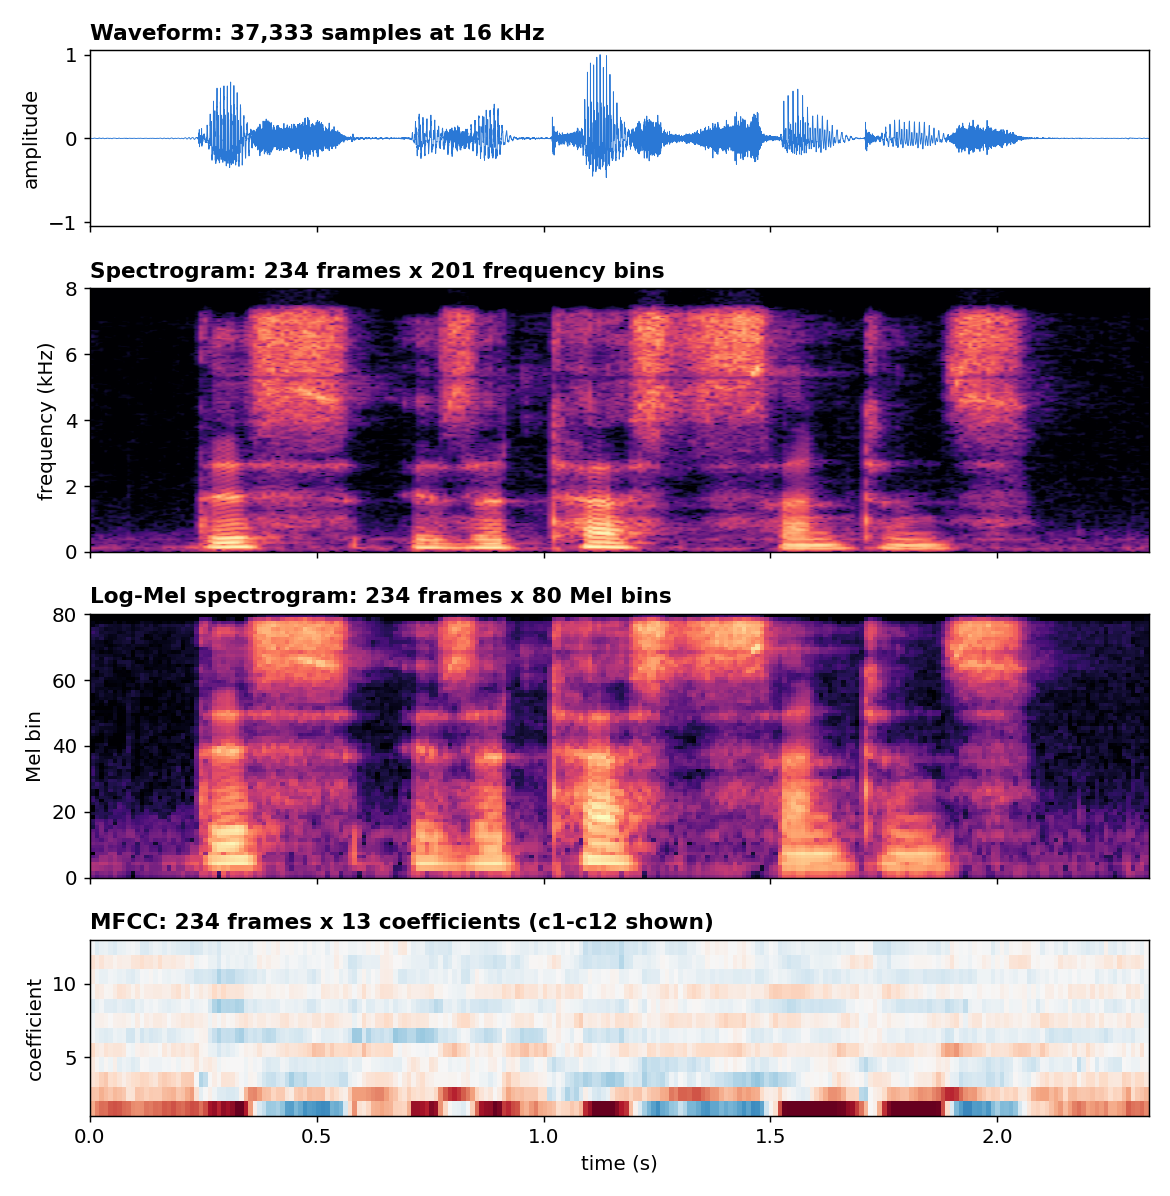 Waveform: 37,333 samples at 16 kHz
1
0
−1
amplitude
Spectrogram: 234 frames x 201 frequency bins
8
6
4
2
0
frequency (kHz)
Log-Mel spectrogram: 234 frames x 80 Mel bins
80
60
40
20
0
Mel bin
MFCC: 234 frames x 13 coefficients (c1-c12 shown)
10
5
coefficient
0.0 0.5 1.0 1.5 2.0
time (s)